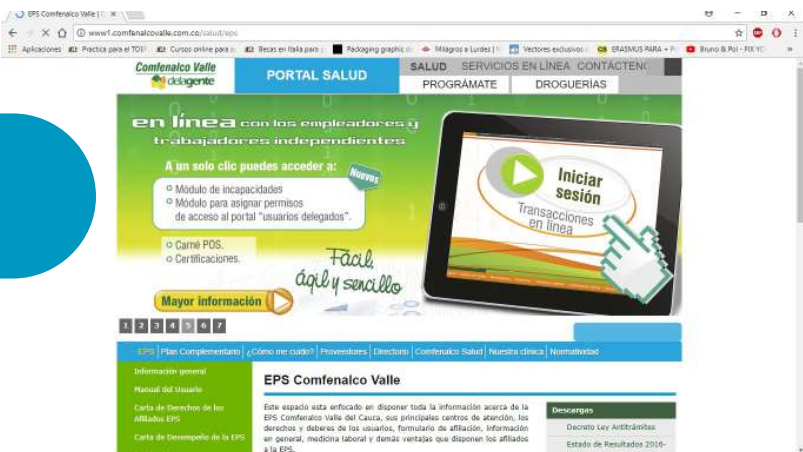 EPS Comfenalco Valle | C
www1.comfenalcovalle.com.co/salud/eps
Aplicaciones
Cursos online para
Becas en Italia para
Packaging graphic
Milagros a Lurdes |
Vectores exclusivos
ERASMUS PARA +
Bruno & Pol - FIX YO
Comfenalco Valle
delagente
PORTAL SALUD
SALUD SERVICIOS EN LÍNEA CONTÁCTENO
PROGRÁMATE DROGUERÍAS
en línea con los empleadores y
trabajadores independientes
A un solo clic puedes acceder a:
Nuevos
Módulo de incapacidades
Módulo para asignar permisos
de acceso al portal "usuarios delegados".
Carné POS.
Certificaciones.
Fácil,
ágil y sencillo
Mayor información
Iniciar
sesión
Transacciones
en línea
1 2 3 4 5 6 7
EPS | Plan Complementario | ¿Cómo me cuido? | Proveedores | Directorio | Comfenalco Salud | Nuestra clínica | Normatividad
Información general
Manual del Usuario
Carta de Derechos de los
Afiliados EPS
Carta de Desempeño de la EPS
EPS Comfenalco Valle
Este espacio esta enfocado en disponer toda la información acerca de la
EPS Comfenalco Valle del Cauca, sus principales centros de atención, los
derechos y deberes de los usuarios, formulario de afiliación, información
en general, medicina laboral y demás ventajas que disponen los afiliados
a la EPS.
Descargas
Decreto Ley Antitrámites
Estado de Resultados 2016-